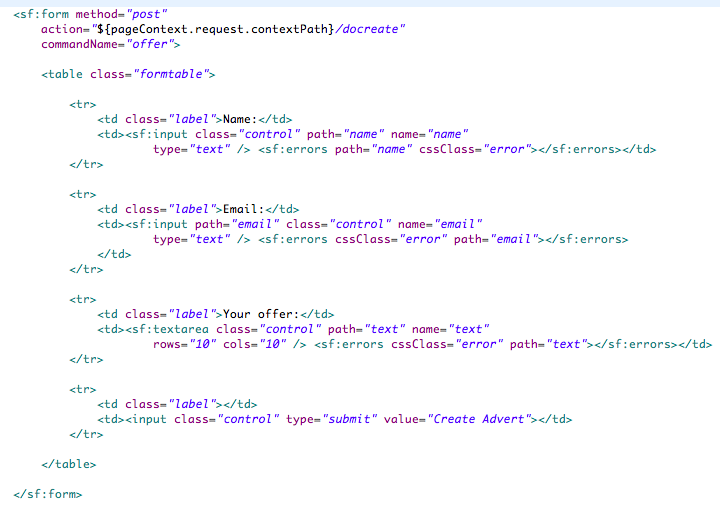 <sf:form method="post"
action="${pageContext.request.contextPath}/docreate"
commandName="offer">
<table class="formtable">
<tr>
<td class="label">Name:</td>
<td><sf:input class="control" path="name" name="name"
type="text" /> <sf:errors path="name" cssClass="error"></sf:errors></td>
</tr>
<tr>
<td class="label">Email:</td>
<td><sf:input path="email" class="control" name="email"
type="text" /> <sf:errors cssClass="error" path="email"></sf:errors>
</td>
</tr>
<tr>
<td class="label">Your offer:</td>
<td><sf:textarea class="control" path="text" name="text"
rows="10" cols="10" /> <sf:errors cssClass="error" path="text"></sf:errors></td>
</tr>
<tr>
<td class="label"></td>
<td><input class="control" type="submit" value="Create Advert"></td>
</tr>
</table>
</sf:form>